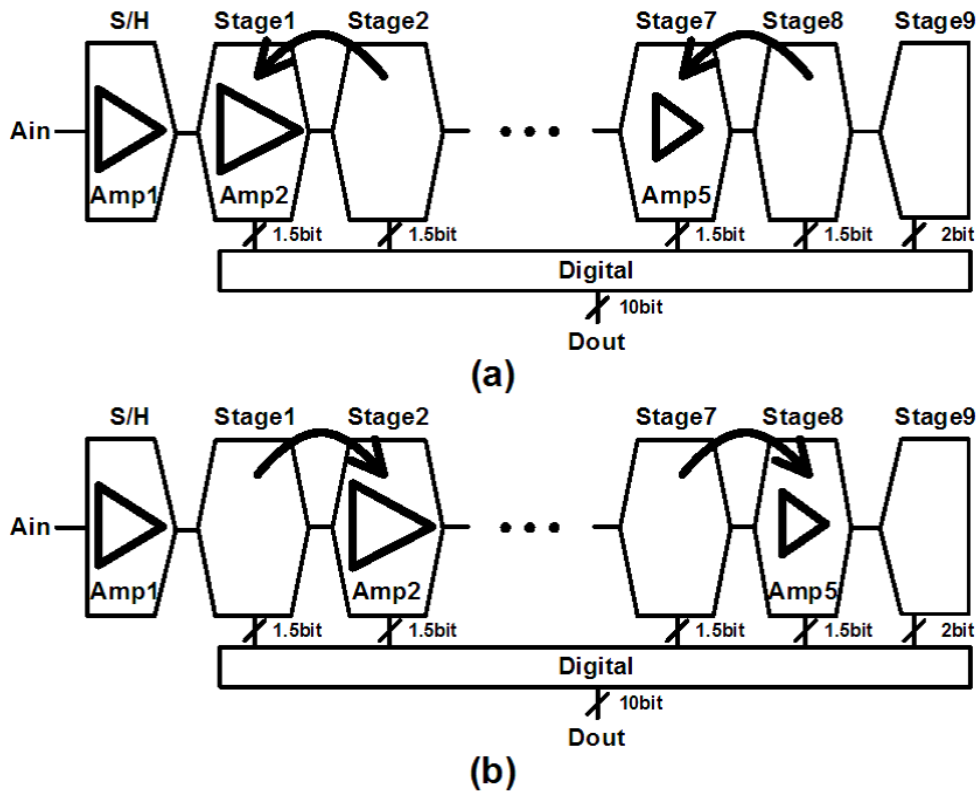 S/H Stage1 Stage2 Stage7 Stage8 Stage9
Ain
Amp1 Amp2 Amp5
1.5bit 1.5bit 1.5bit 1.5bit 2bit
Digital
10bit
Dout
(a)
S/H Stage1 Stage2 Stage7 Stage8 Stage9
Ain
Amp1 Amp2 Amp5
1.5bit 1.5bit 1.5bit 1.5bit 2bit
Digital
10bit
Dout
(b)